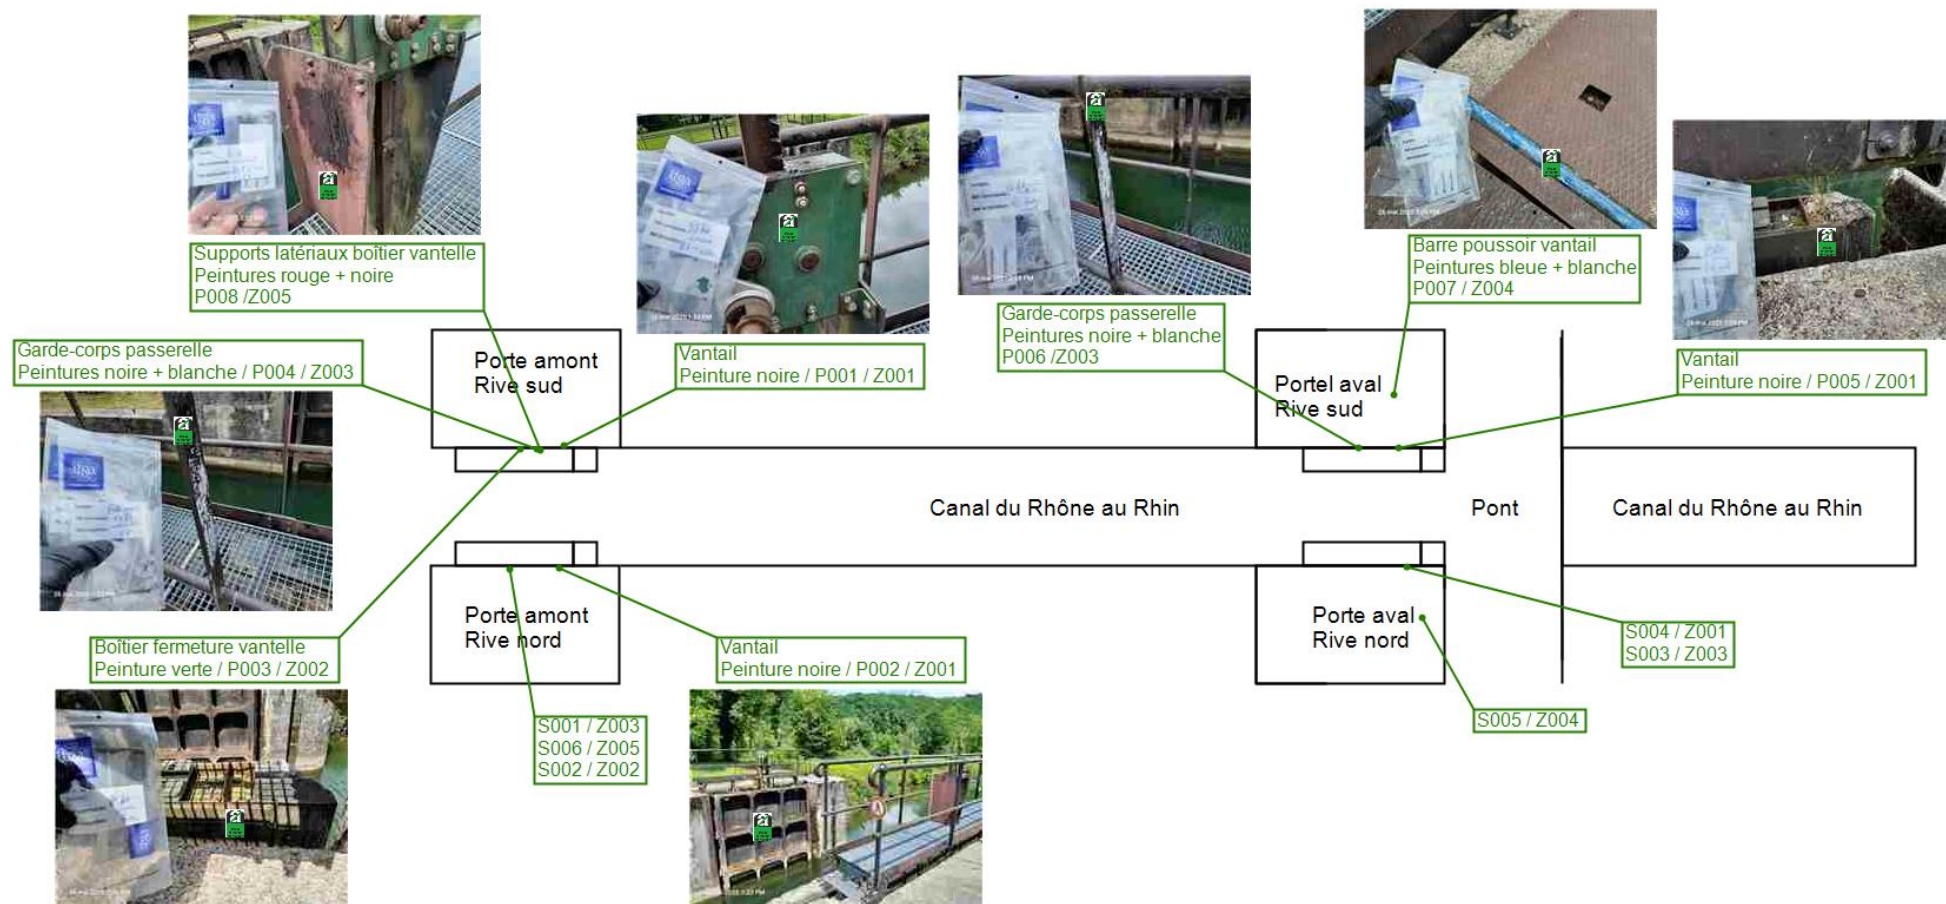 Supports latériaux boîtier vantelle
Peintures rouge + noire
P008 /Z005
Garde-corps passerelle
Peintures noire + blanche / P004 / Z003
Porte amont
Rive sud
Vantail
Peinture noire / P001 / Z001
Garde-corps passerelle
Peintures noire + blanche
P006 /Z003
Barre poussoir vantail
Peintures bleue + blanche
P007 / Z004
Portel aval
Rive sud
Vantail
Peinture noire / P005 / Z001
Canal du Rhône au Rhin
Pont
Canal du Rhône au Rhin
Porte amont
Rive nord
Porte aval
Rive nord
Boîtier fermeture vantelle
Peinture verte / P003 / Z002
Vantail
Peinture noire / P002 / Z001
S004 / Z001
S003 / Z003
S001 / Z003
S006 / Z005
S002 / Z002
S005 / Z004